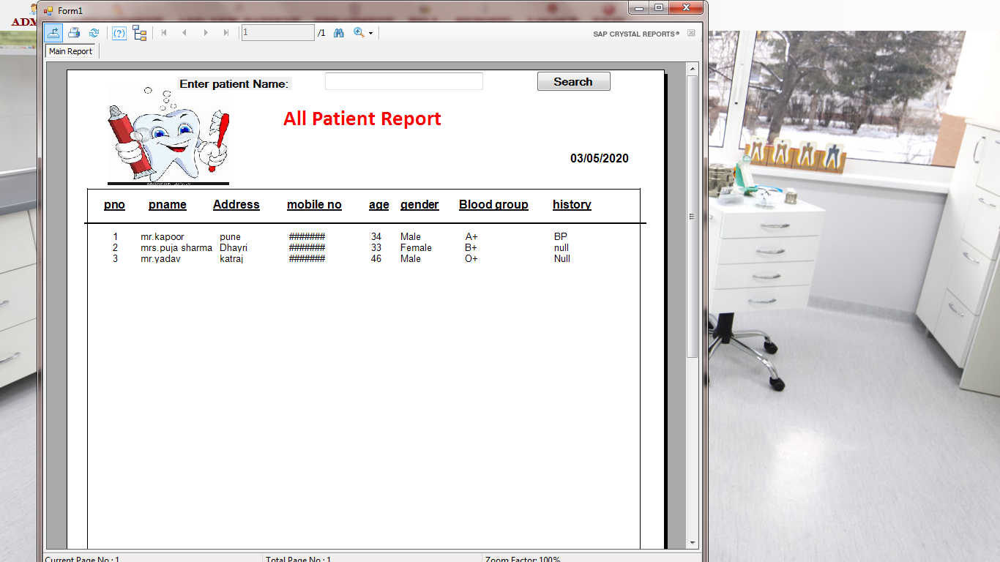 Form1
ADM
1 /1
SAP CRYSTAL REPORTS®
Main Report
Enter patient Name: Search
All Patient Report
03/05/2020
pno pname Address mobile no age gender Blood group history
1 mr.kapoor pune ####### 34 Male A+ BP
2 mrs.puja sharma Dhayri ####### 33 Female B+ null
3 mr.yadav katraj ####### 46 Male O+ Null
Current Page No.: 1 Total Page No.: 1 Zoom Factor: 100%